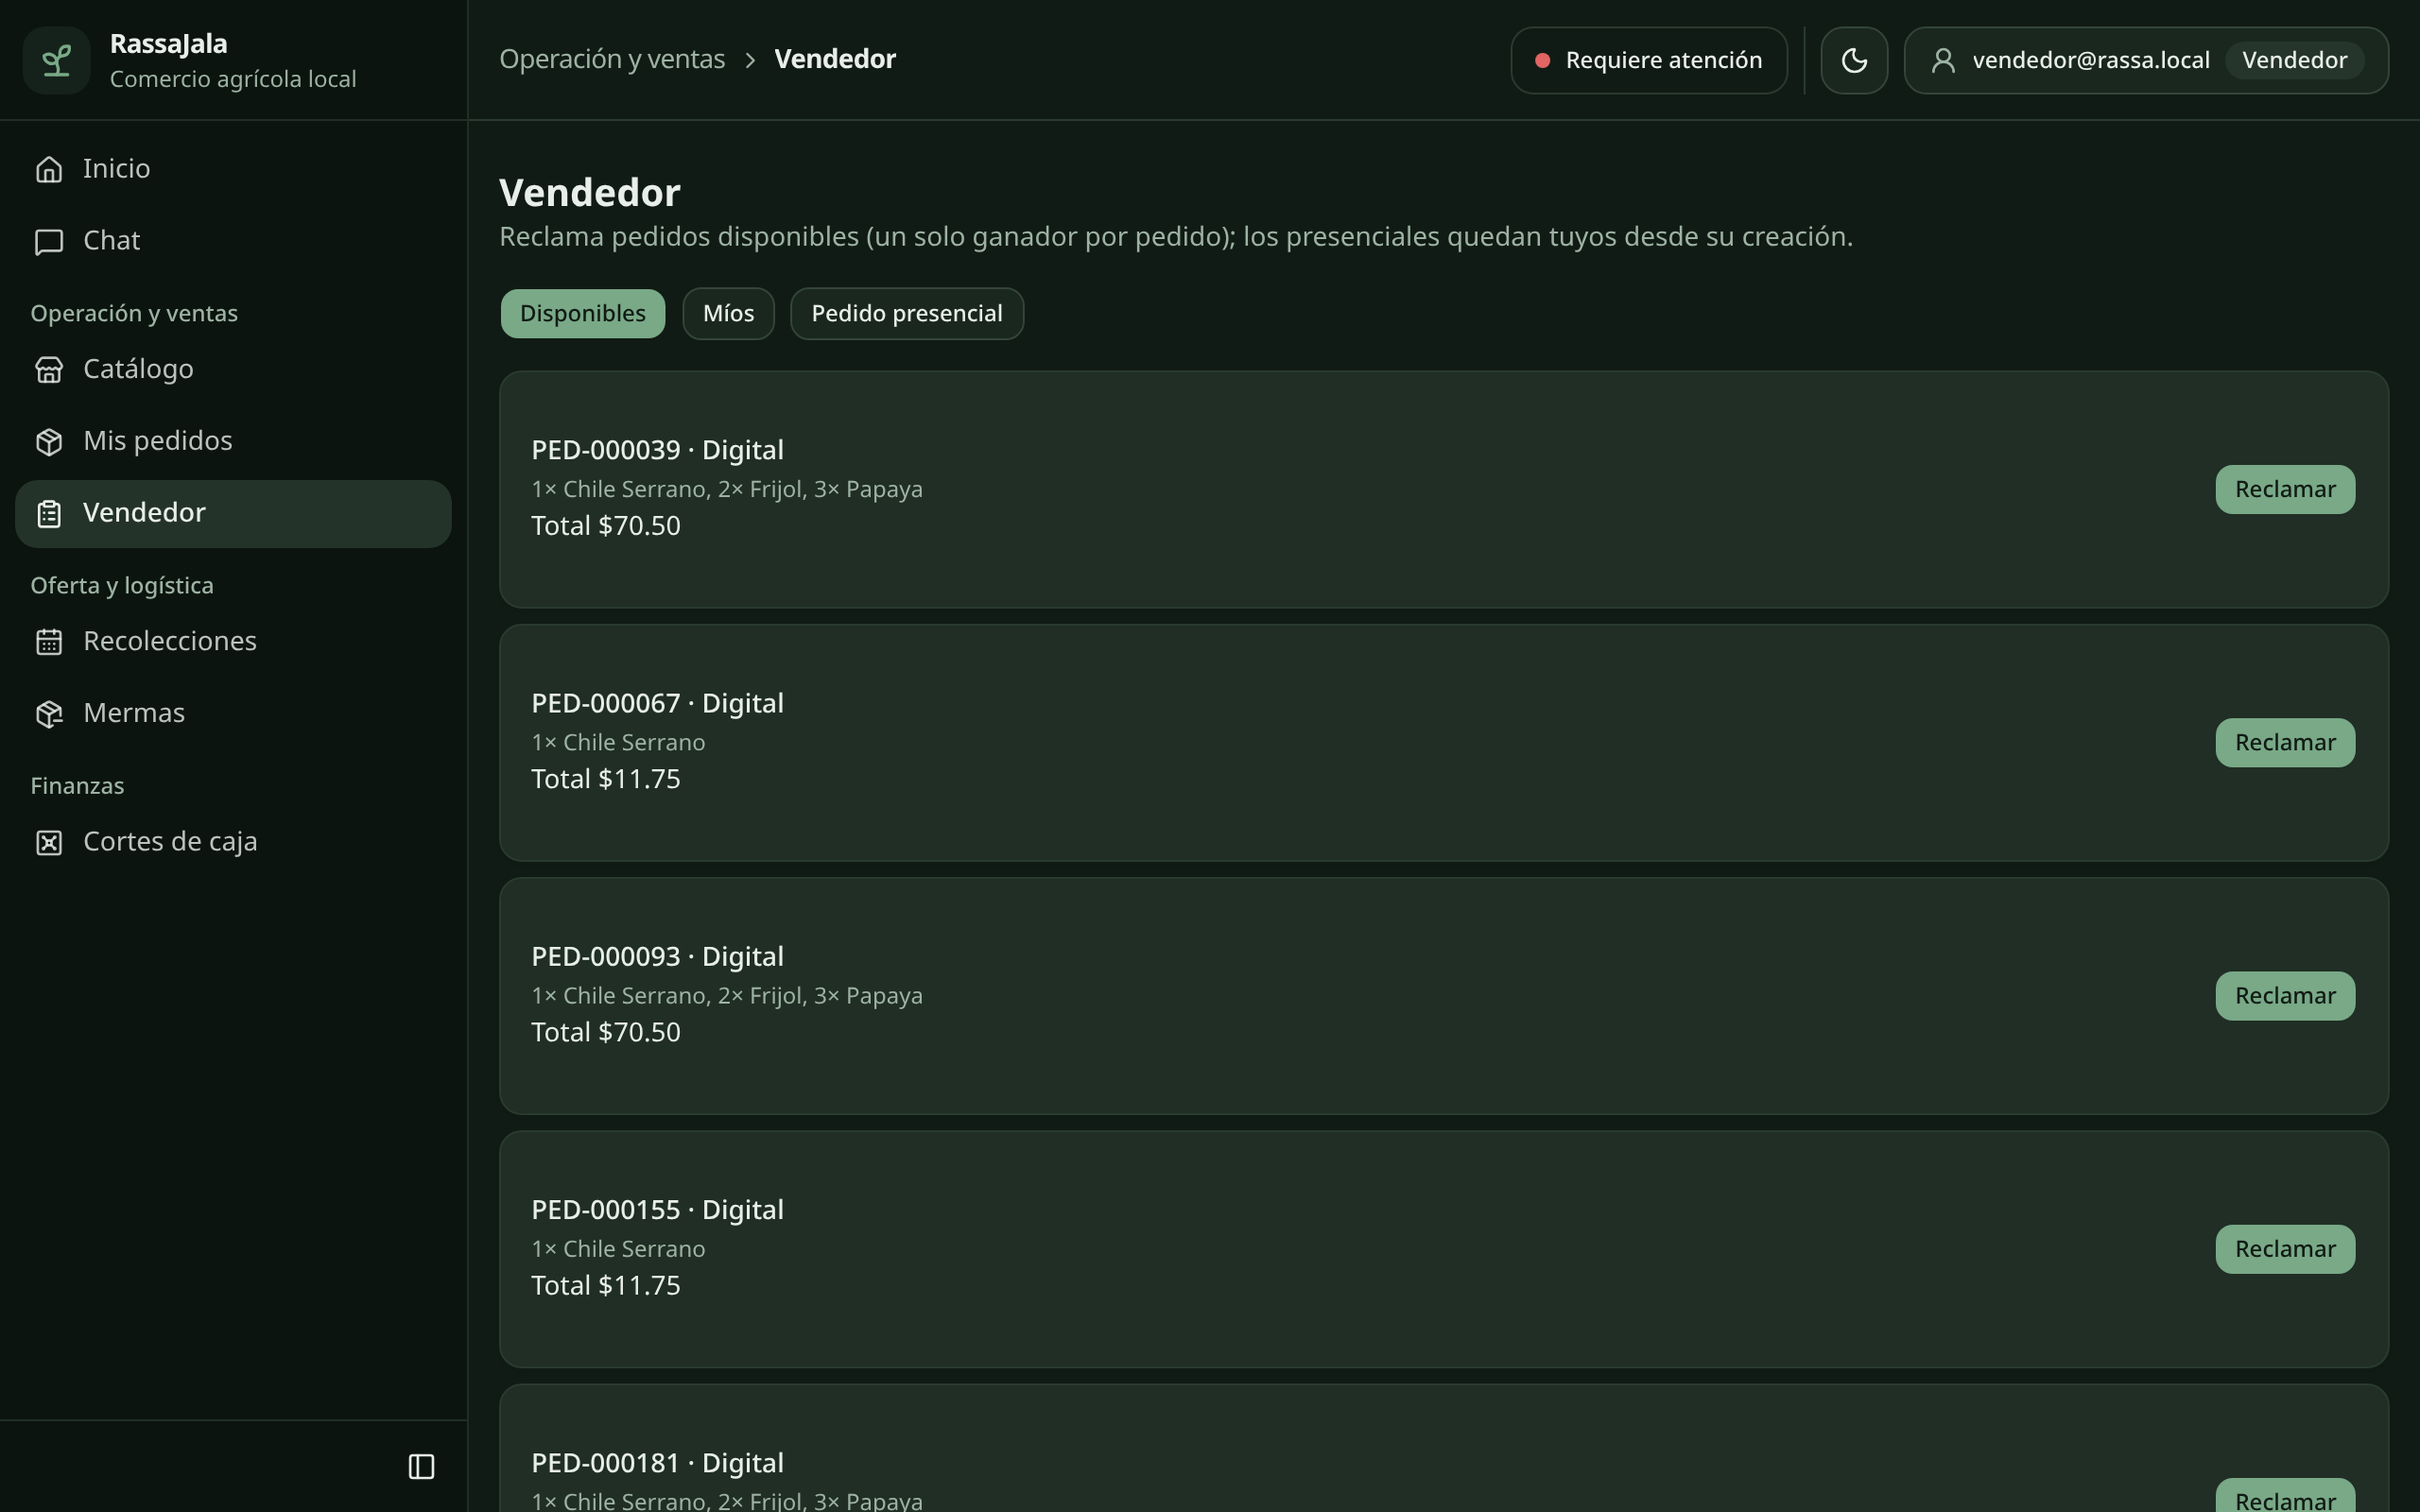 RassaJala
Comercio agrícola local
Inicio
Chat
Operación y ventas
Catálogo
Mis pedidos
Vendedor
Oferta y logística
Recolecciones
Mermas
Finanzas
Cortes de caja
Operación y ventas > Vendedor
Requiere atención
vendedor@rassa.local Vendedor
Vendedor
Reclama pedidos disponibles (un solo ganador por pedido); los presenciales quedan tuyos desde su creación.
Disponibles Míos Pedido presencial
PED-000039 · Digital
1× Chile Serrano, 2× Frijol, 3× Papaya
Total $70.50
Reclamar
PED-000067 · Digital
1× Chile Serrano
Total $11.75
Reclamar
PED-000093 · Digital
1× Chile Serrano, 2× Frijol, 3× Papaya
Total $70.50
Reclamar
PED-000155 · Digital
1× Chile Serrano
Total $11.75
Reclamar
PED-000181 · Digital
1× Chile Serrano, 2× Frijol, 3× Papaya
Reclamar